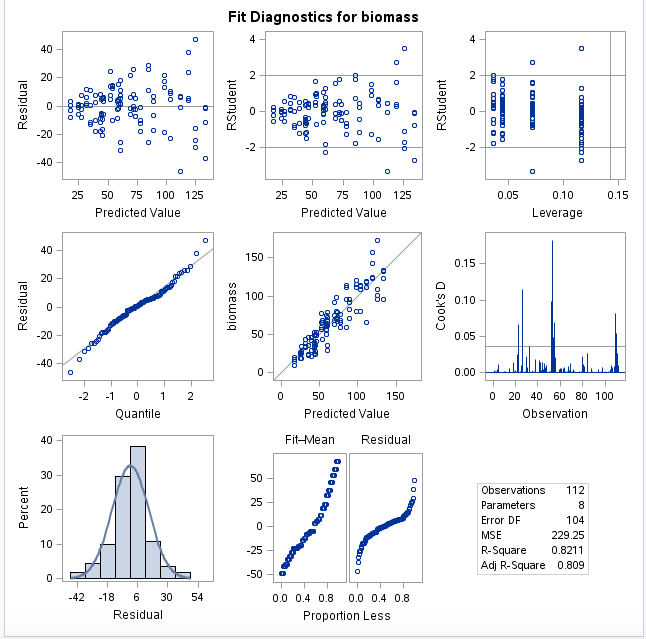 Fit Diagnostics for biomass
Residual
40
20
0
-20
-40
25 50 75 100 125
Predicted Value
RStudent
4
2
0
-2
25 50 75 100 125
Predicted Value
RStudent
4
2
0
-2
0.05 0.10 0.15
Leverage
Residual
40
20
0
-20
-40
-2 -1 0 1 2
Quantile
biomass
150
100
50
0
0 50 100 150
Predicted Value
Cook's D
0.15
0.10
0.05
0.00
0 20 40 60 80 100
Observation
Percent
40
30
20
10
0
-42 -18 6 30 54
Residual
Fit–Mean Residual
50
25
0
-25
-50
0.0 0.4 0.8 0.0 0.4 0.8
Proportion Less
Observations 112
Parameters 8
Error DF 104
MSE 229.25
R-Square 0.8211
Adj R-Square 0.809